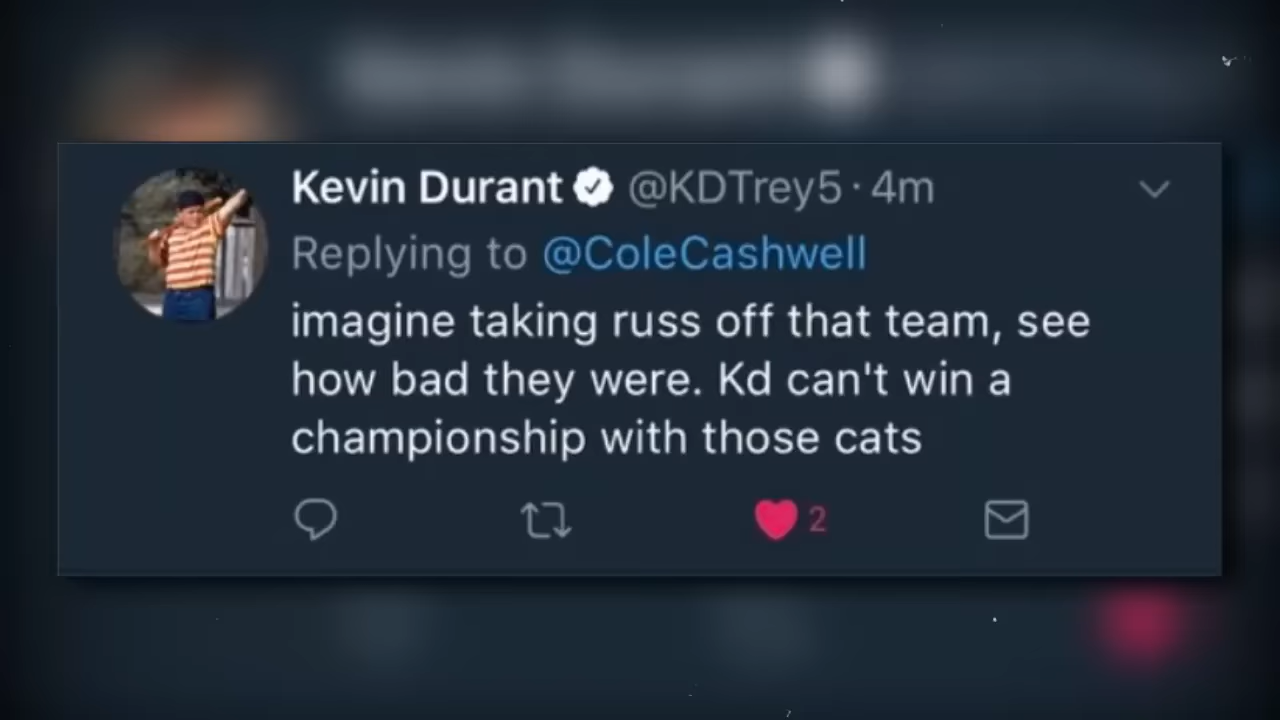 Kevin Durant @KDTrey5 · 4m
Replying to @ColeCashwell
imagine taking russ off that team, see
how bad they were. Kd can't win a
championship with those cats
2